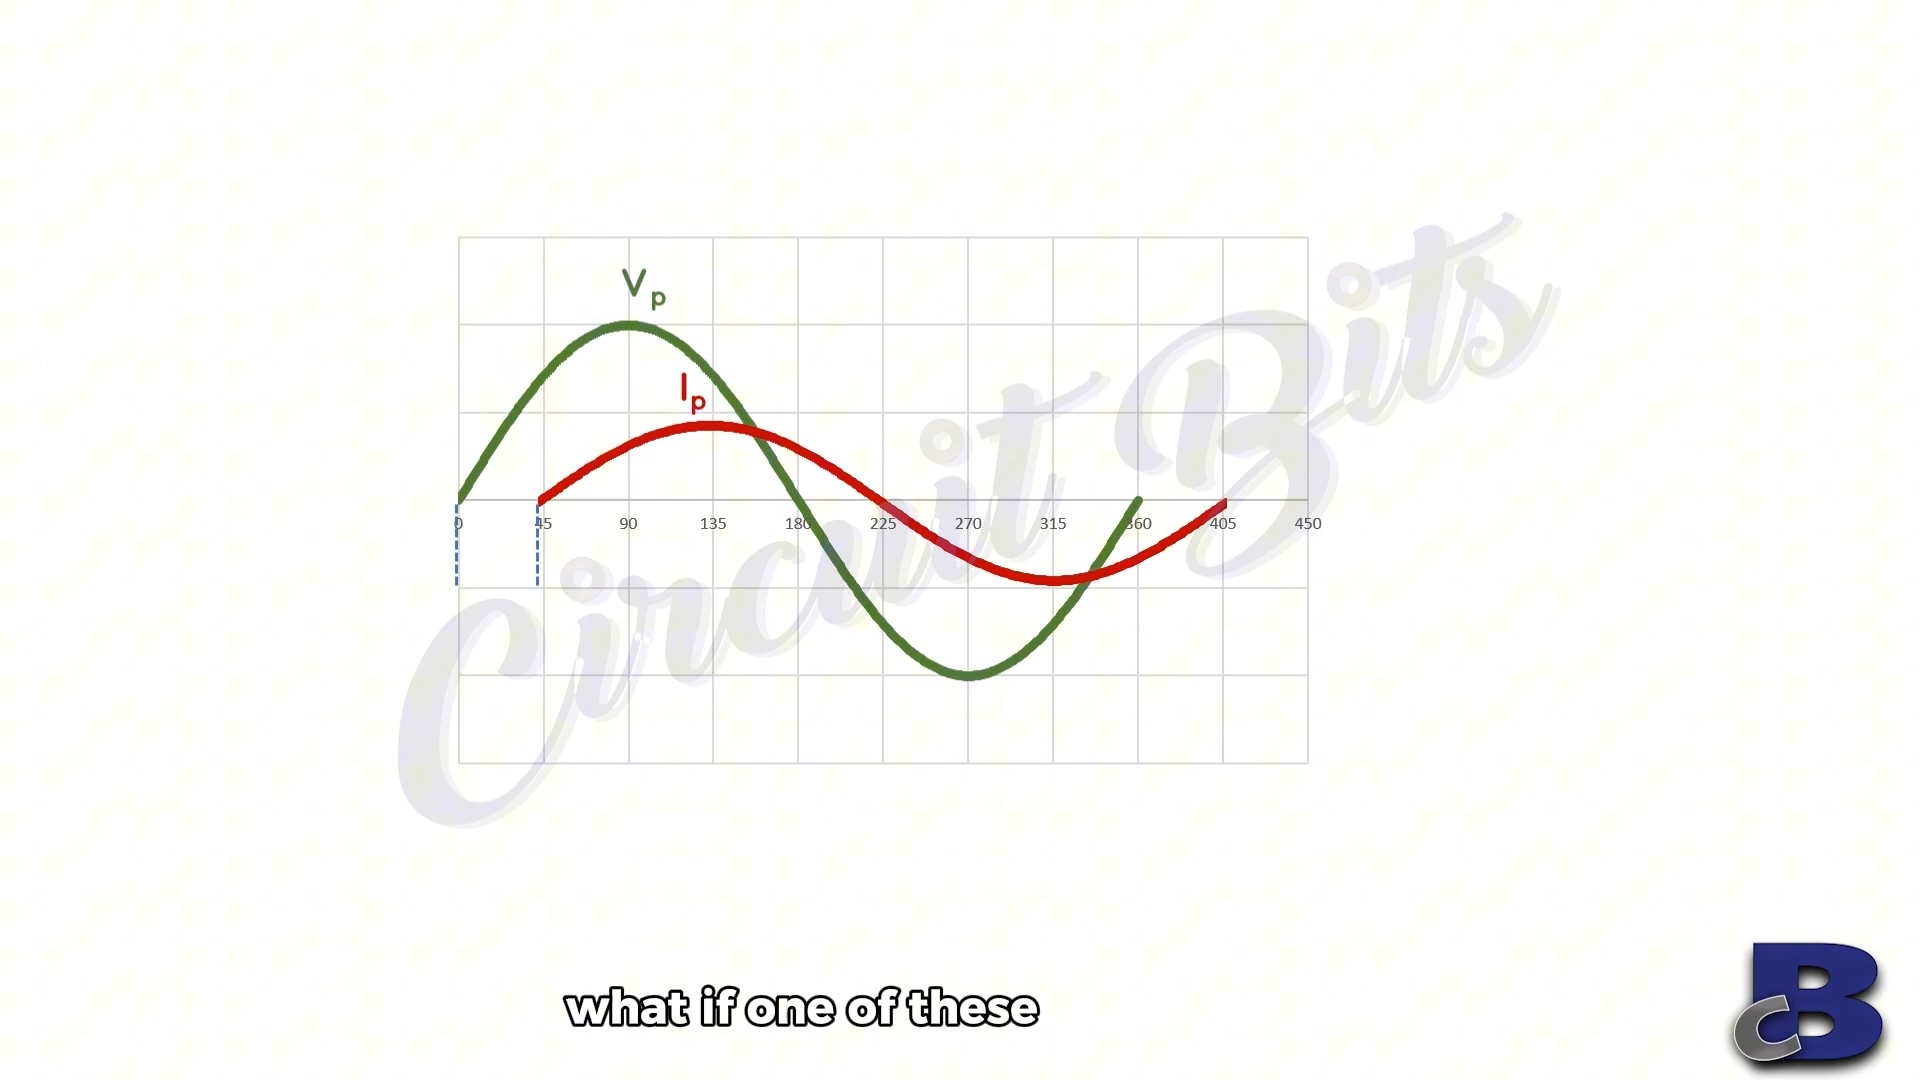 Vp
Ip
0 45 90 135 180 225 270 315 360 405 450
Circuit Bits
what if one of these
cB